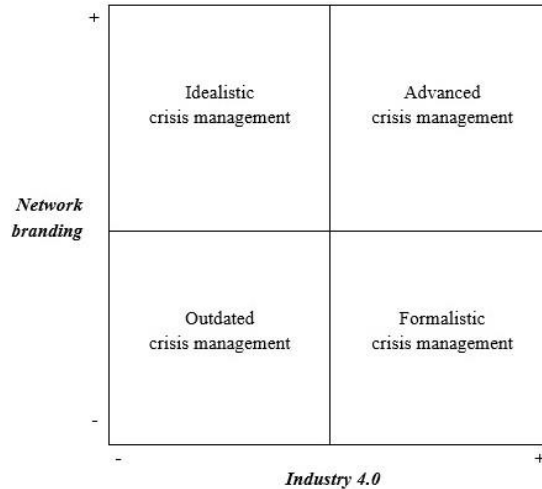 +
Idealistic
crisis management
Advanced
crisis management
Network
branding
Outdated
crisis management
Formalistic
crisis management
-
-
+
Industry 4.0